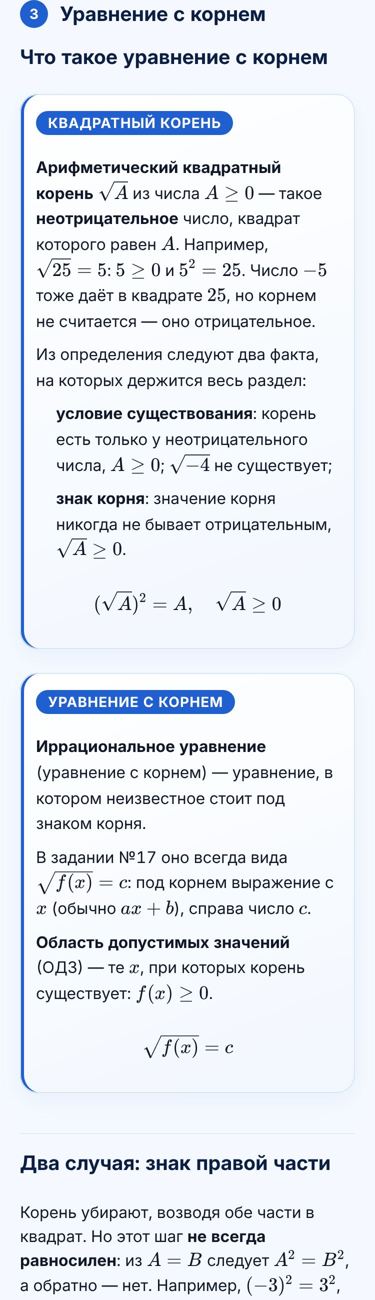 3 Уравнение с корнем
Что такое уравнение с корнем
КВАДРАТНЫЙ КОРЕНЬ
Арифметический квадратный
корень √A из числа A ≥ 0 — такое
неотрицательное число, квадрат
которого равен A. Например,
√25 = 5: 5 ≥ 0 и 5² = 25. Число −5
тоже даёт в квадрате 25, но корнем
не считается — оно отрицательное.
Из определения следуют два факта,
на которых держится весь раздел:
условие существования: корень
есть только у неотрицательного
числа, A ≥ 0; √−4 не существует;
знак корня: значение корня
никогда не бывает отрицательным,
√A ≥ 0.
(√A)² = A, √A ≥ 0
УРАВНЕНИЕ С КОРНЕМ
Иррациональное уравнение
(уравнение с корнем) — уравнение, в
котором неизвестное стоит под
знаком корня.
В задании №17 оно всегда вида
√f(x) = c: под корнем выражение с
x (обычно ax + b), справа число c.
Область допустимых значений
(ОДЗ) — те x, при которых корень
существует: f(x) ≥ 0.
√f(x) = c
Два случая: знак правой части
Корень убирают, возводя обе части в
квадрат. Но этот шаг не всегда
равносилен: из A = B следует A² = B²,
а обратно — нет. Например, (−3)² = 3²,